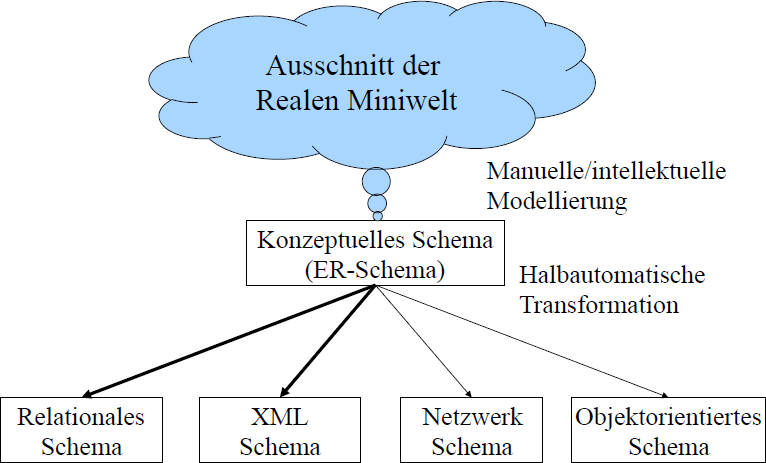 Ausschnitt der
Realen Miniwelt
Manuelle/intellektuelle
Modellierung
Konzeptuelles Schema
(ER-Schema)
Halbautomatische
Transformation
Relationales
Schema
XML
Schema
Netzwerk
Schema
Objektorientiertes
Schema